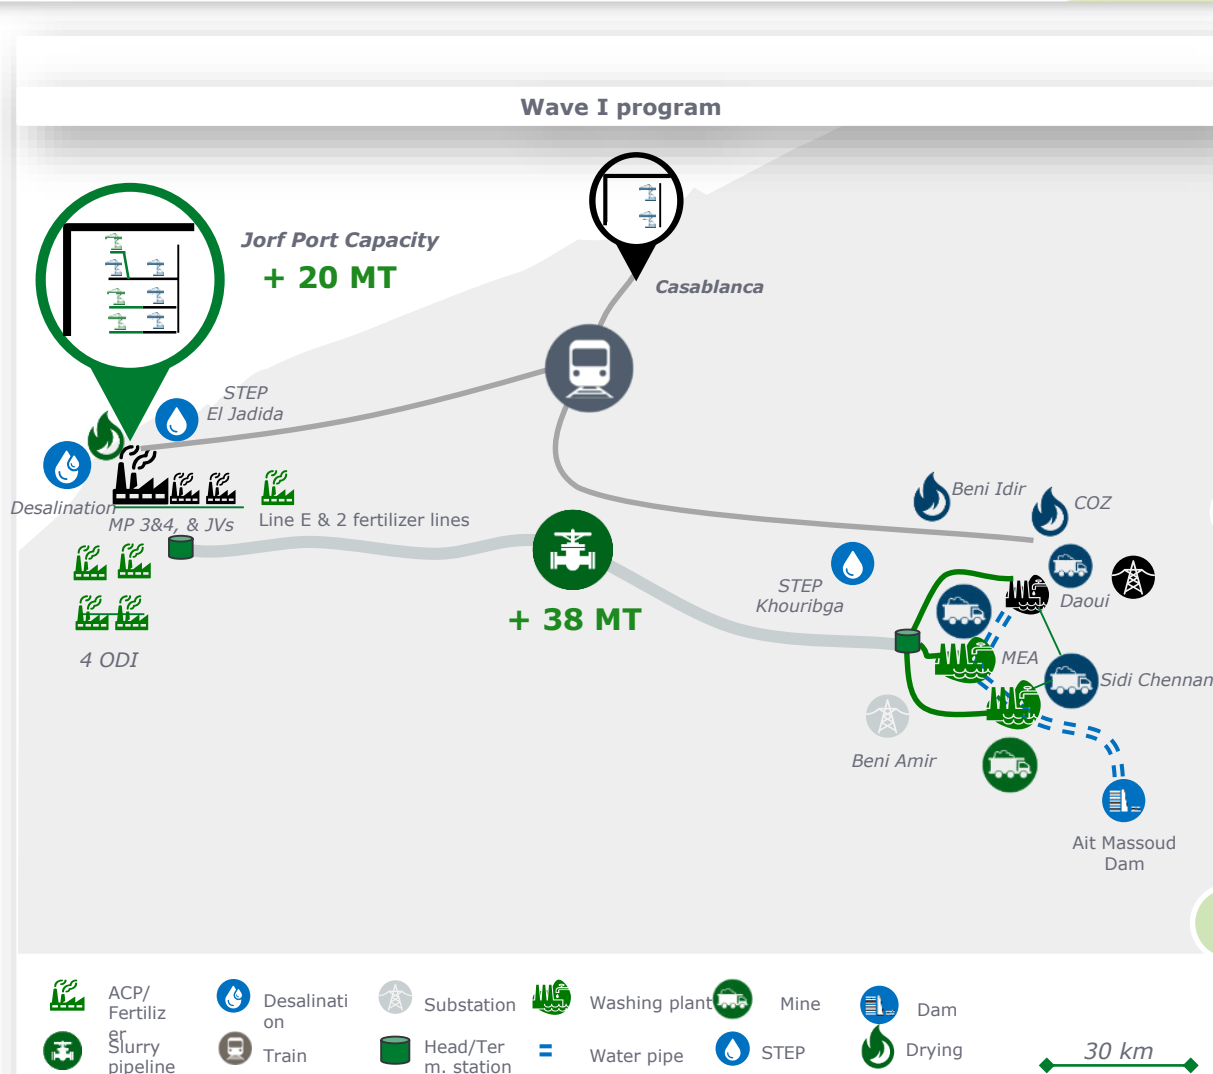 Wave I program
Jorf Port Capacity
+ 20 MT
Casablanca
STEP
El Jadida
Desalination
MP 3&4, & JVs
Line E & 2 fertilizer lines
4 ODI
+ 38 MT
Beni Idir
COZ
STEP
Khouribga
Daoui
MEA
Sidi Chennan
Beni Amir
Ait Massoud
Dam
ACP/
Fertiliz
er
Desalinati
on
Substation
Washing plant
Mine
Dam
Slurry
pipeline
Train
Head/Ter
m. station
Water pipe
STEP
Drying
30 km